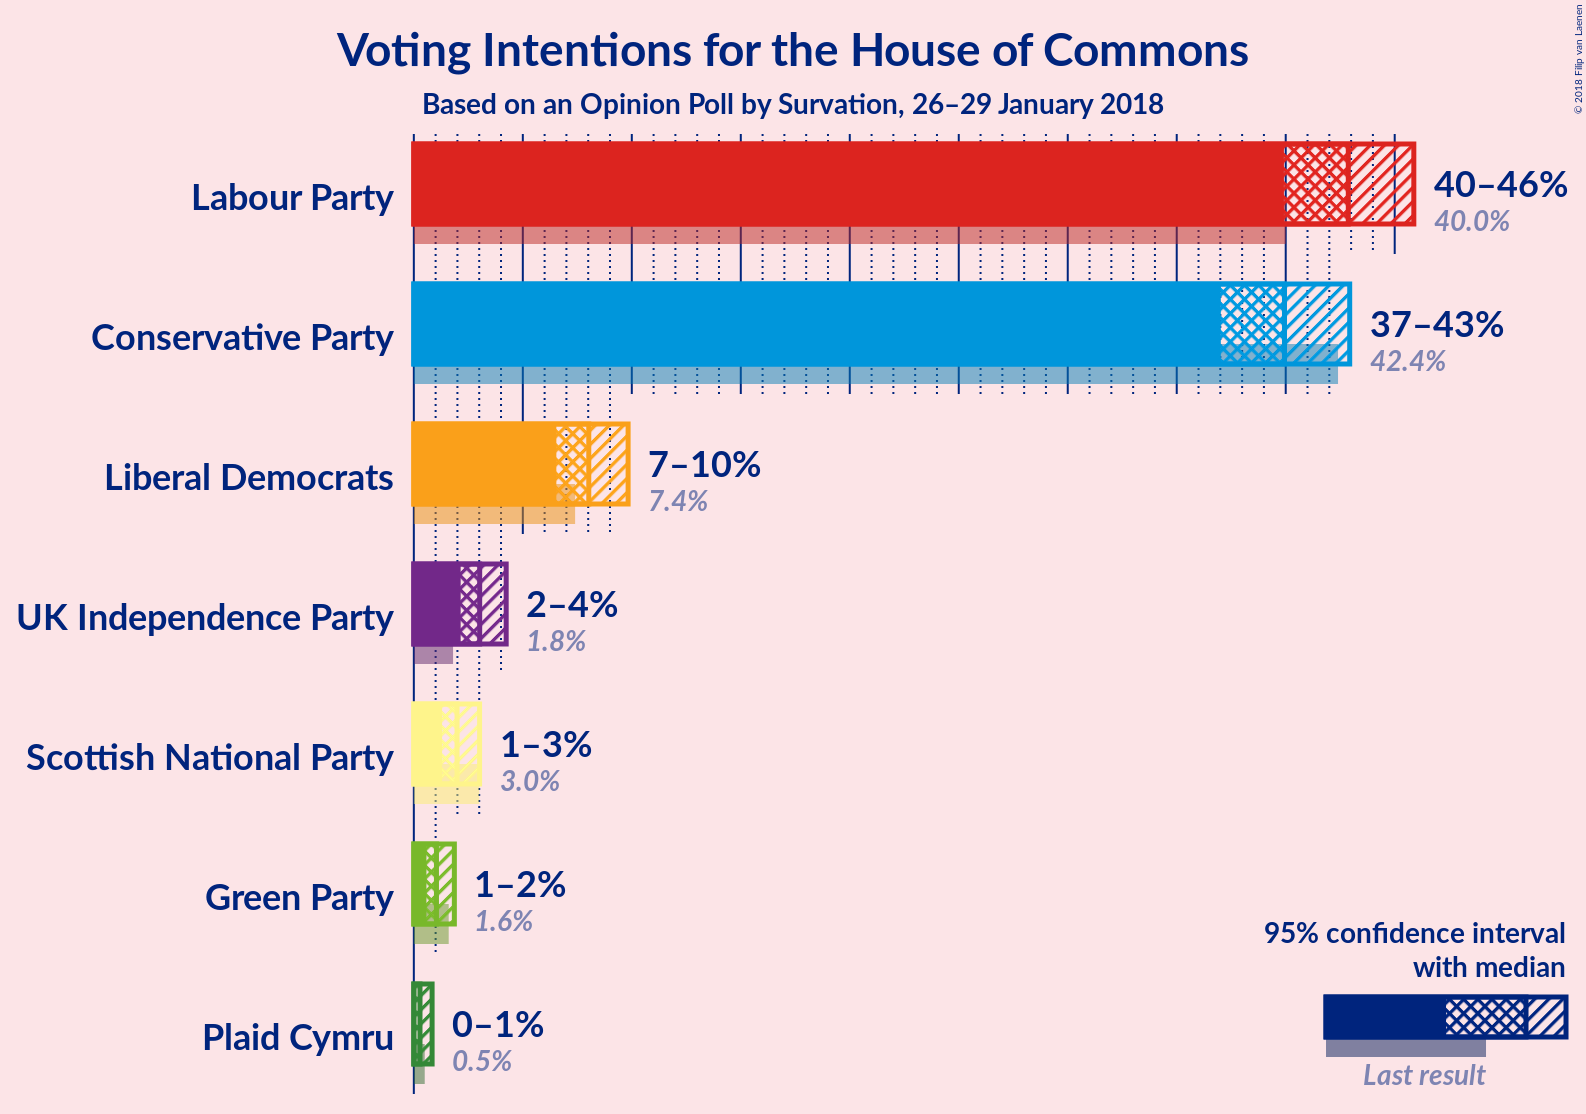 Voting Intentions for the House of Commons
Based on an Opinion Poll by Survation, 26–29 January 2018
© 2018 Filip van Laenen
Labour Party
40–46%
40.0%
Conservative Party
37–43%
42.4%
Liberal Democrats
7–10%
7.4%
UK Independence Party
2–4%
1.8%
Scottish National Party
1–3%
3.0%
Green Party
1–2%
1.6%
Plaid Cymru
0–1%
0.5%
95% confidence interval
with median
Last result